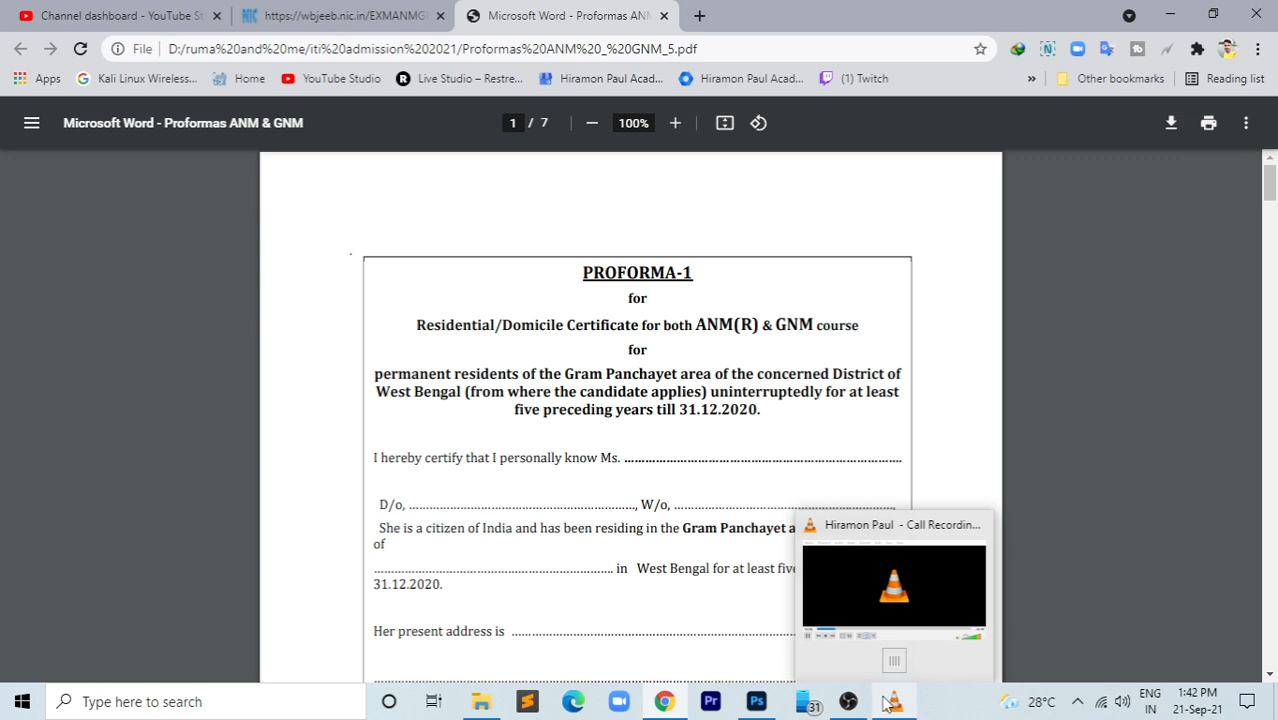 Channel dashboard - YouTube St
https://wbjeeb.nic.in/EXMANMG
Microsoft Word - Proformas AN
File
D:/ruma%20and%20me/iti%20admission%202021/Proformas%20ANM%20_%20GNM_5.pdf
Apps
Kali Linux Wireless...
Home
YouTube Studio
Live Studio – Restre...
Hiramon Paul Acad...
Hiramon Paul Acad...
(1) Twitch
»
Other bookmarks
Reading list
Microsoft Word - Proformas ANM & GNM
1 / 7
100%
PROFORMA-1
for
Residential/Domicile Certificate for both ANM(R) & GNM course
for
permanent residents of the Gram Panchayet area of the concerned District of
West Bengal (from where the candidate applies) uninterruptedly for at least
five preceding years till 31.12.2020.
I hereby certify that I personally know Ms. ................................................................
D/o, ......................................................, W/o, .....................................................,
She is a citizen of India and has been residing in the Gram Panchayet a
of
......................................................... in West Bengal for at least five
31.12.2020.
Her present address is ......................................................................
....................................................................................................
Hiramon Paul - Call Recordin...
Type here to search
31
28°C
ENG
IN
1:42 PM
21-Sep-21